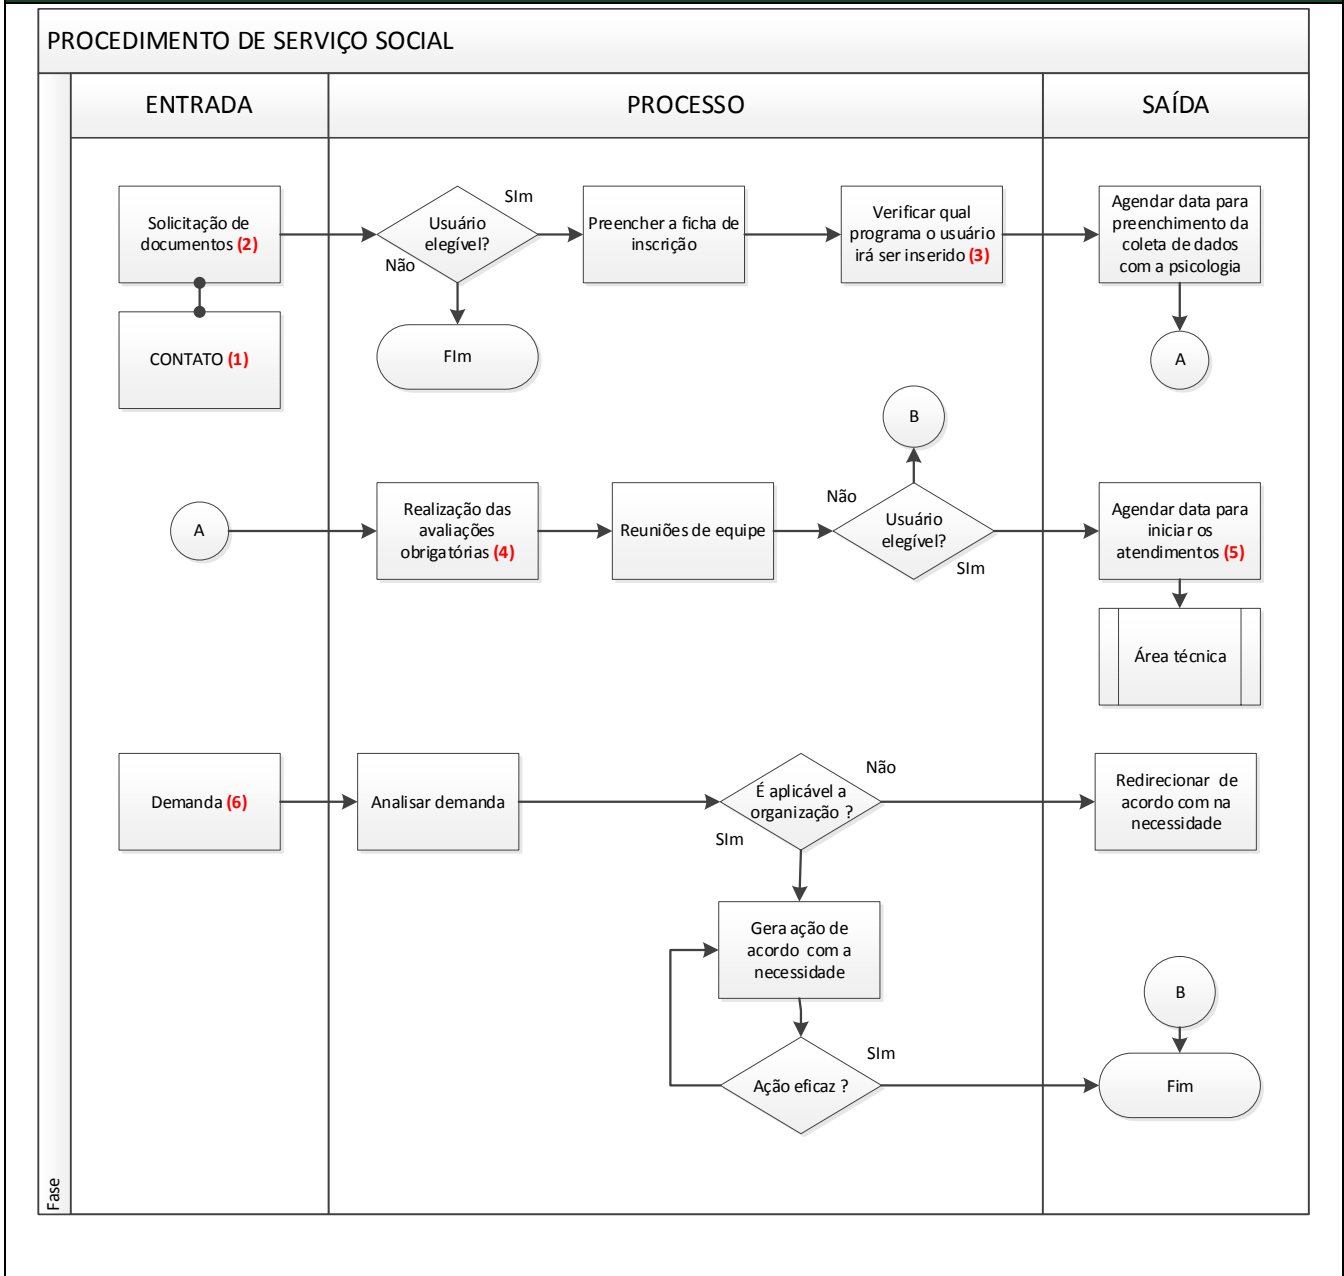 PROCEDIMENTO DE SERVIÇO SOCIAL
ENTRADA
PROCESSO
SAÍDA
Solicitação de
documentos (2)
CONTATO (1)
Usuário
elegível?
SIm
Não
FIm
Preencher a ficha de
inscrição
Verificar qual
programa o usuário
irá ser inserido (3)
Agendar data para
preenchimento da
coleta de dados
com a psicologia
A
B
A
Realização das
avaliações
obrigatórias (4)
Reuniões de equipe
Não
Usuário
elegível?
SIm
Agendar data para
iniciar os
atendimentos (5)
Área técnica
Demanda (6)
Analisar demanda
É aplicável a
organização ?
Não
SIm
Redirecionar de
acordo com na
necessidade
Gera ação de
acordo com a
necessidade
Ação eficaz ?
SIm
B
Fim
Fase